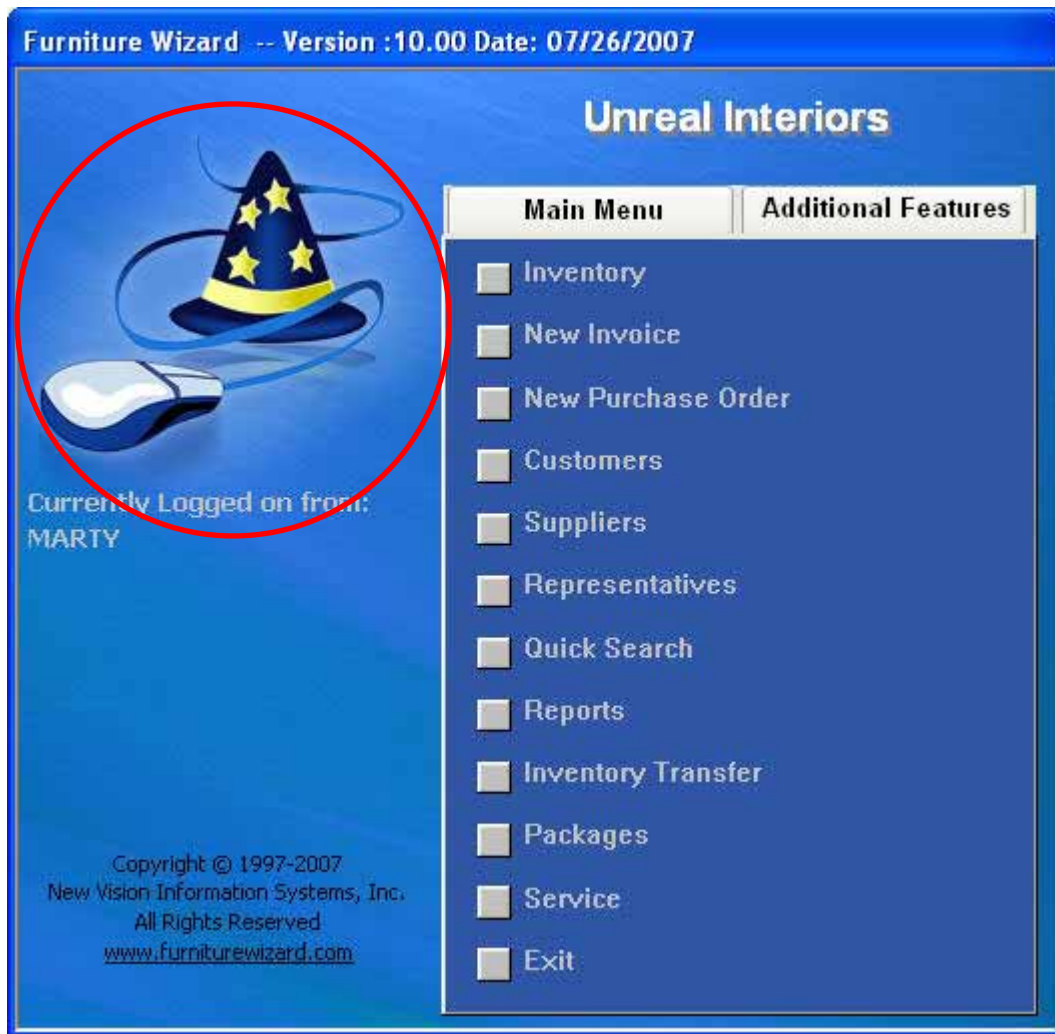 Furniture Wizard -- Version :10.00 Date: 07/26/2007
Unreal Interiors
Main Menu
Additional Features
Inventory
New Invoice
New Purchase Order
Customers
Suppliers
Representatives
Quick Search
Reports
Inventory Transfer
Packages
Service
Exit
Currently Logged on from:
MARTY
Copyright © 1997-2007
New Vision Information Systems, Inc.
All Rights Reserved
www.furniturewizard.com